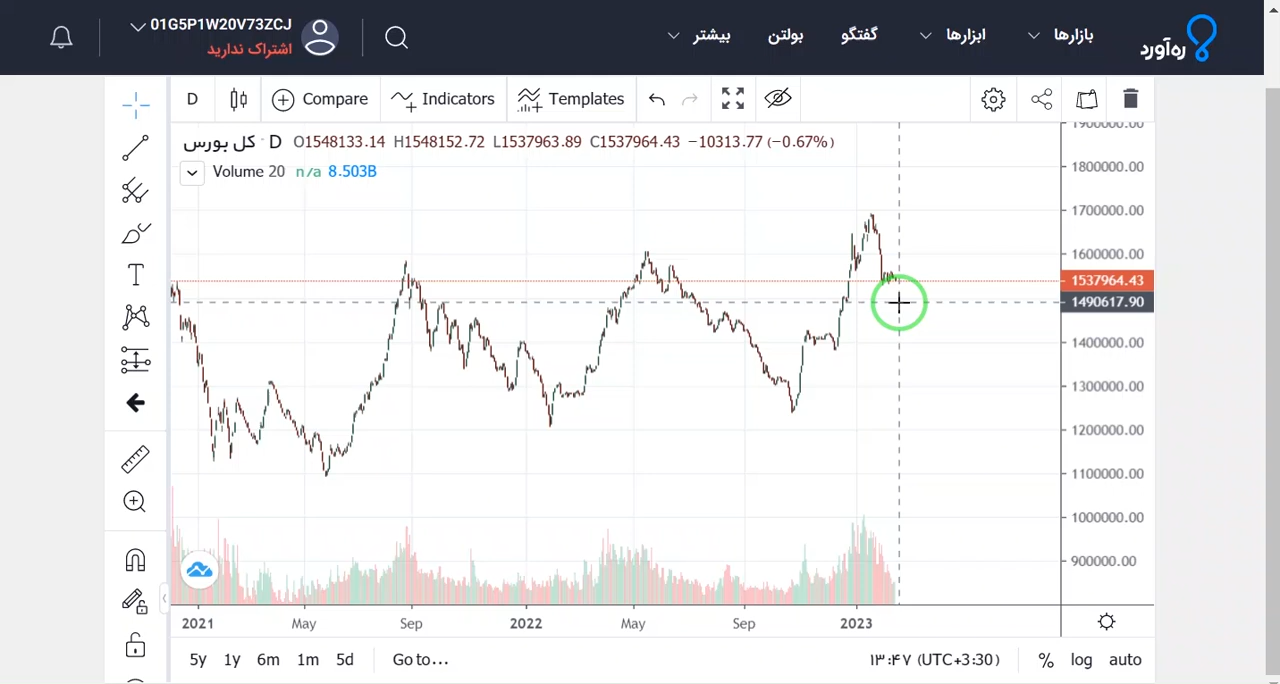 01G5P1W20V73ZCJ
اشتراک ندارید
بیشتر
بولتن
گفتگو
ابزارها
بازارها
ره‌آورد
D
Compare
Indicators
Templates
کل بورس · D O1548133.14 H1548152.72 L1537963.89 C1537964.43 −10313.77 (−0.67%)
Volume 20 n/a 8.503B
1900000.00
1800000.00
1700000.00
1600000.00
1537964.43
1490617.90
1400000.00
1300000.00
1200000.00
1100000.00
1000000.00
900000.00
2021 May Sep 2022 May Sep 2023
5y 1y 6m 1m 5d Go to...
۱۳:۴۷ (UTC+3:30) % log auto